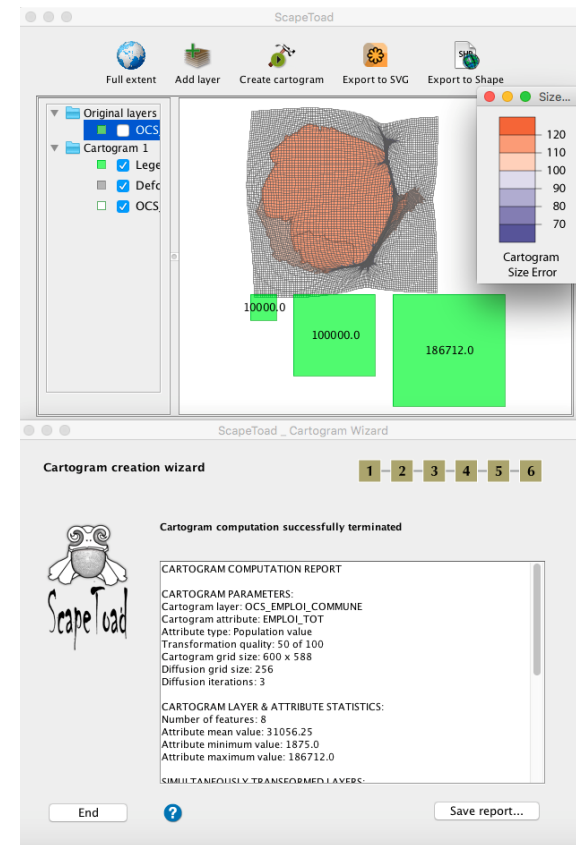 ScapeToad
Full extent
Add layer
Create cartogram
Export to SVG
Export to Shape
SHP
Size...
Original layers
OCS_
Cartogram 1
Lege
Defo
OCS_
120
110
100
90
80
70
Cartogram
Size Error
10000.0
100000.0
186712.0
ScapeToad _ Cartogram Wizard
Cartogram creation wizard
1 – 2 – 3 – 4 – 5 – 6
ScapeToad
Cartogram computation successfully terminated
CARTOGRAM COMPUTATION REPORT
CARTOGRAM PARAMETERS:
Cartogram layer: OCS_EMPLOI_COMMUNE
Cartogram attribute: EMPLOI_TOT
Attribute type: Population value
Transformation quality: 50 of 100
Cartogram grid size: 600 x 588
Diffusion grid size: 256
Diffusion iterations: 3
CARTOGRAM LAYER & ATTRIBUTE STATISTICS:
Number of features: 8
Attribute mean value: 31056.25
Attribute minimum value: 1875.0
Attribute maximum value: 186712.0
SIMULTANEOUSLY TRANSFORMED LAYERS:
End
?
Save report...